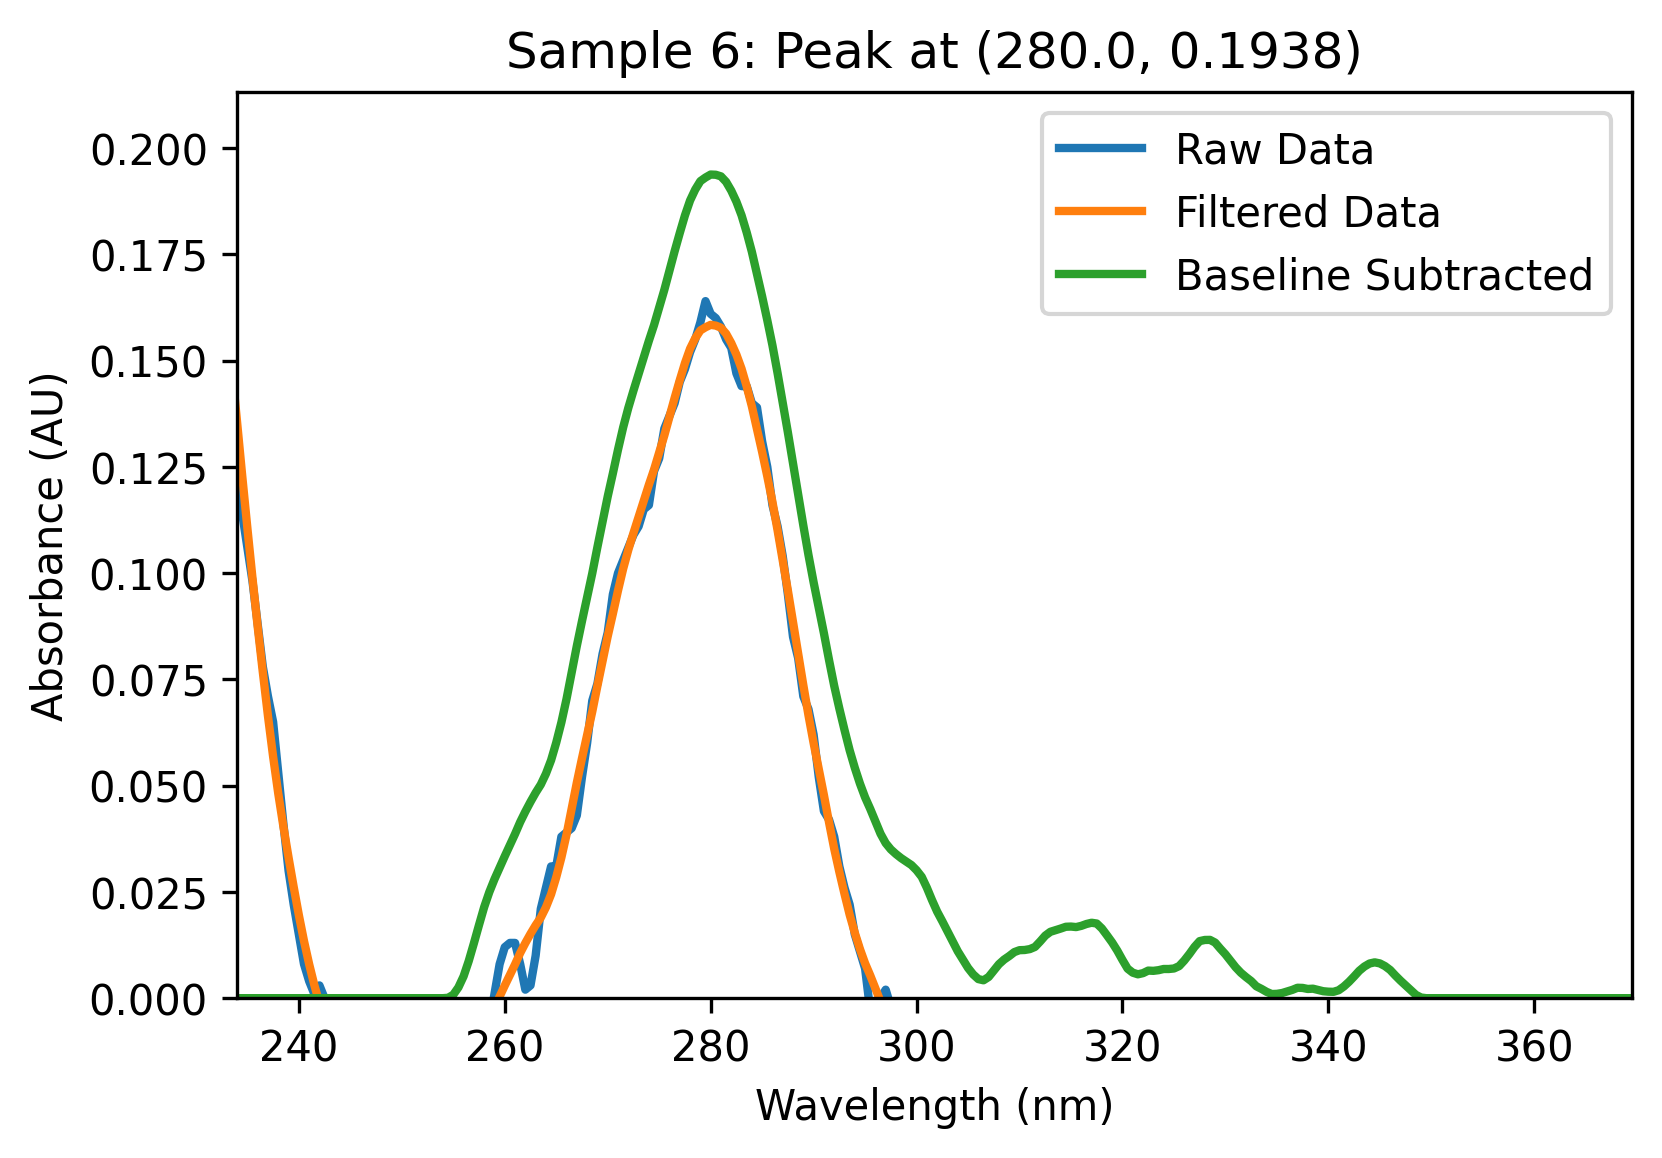 Sample 6: Peak at (280.0, 0.1938)
Raw Data
Filtered Data
Baseline Subtracted
Absorbance (AU)
0.200
0.175
0.150
0.125
0.100
0.075
0.050
0.025
0.000
240 260 280 300 320 340 360
Wavelength (nm)